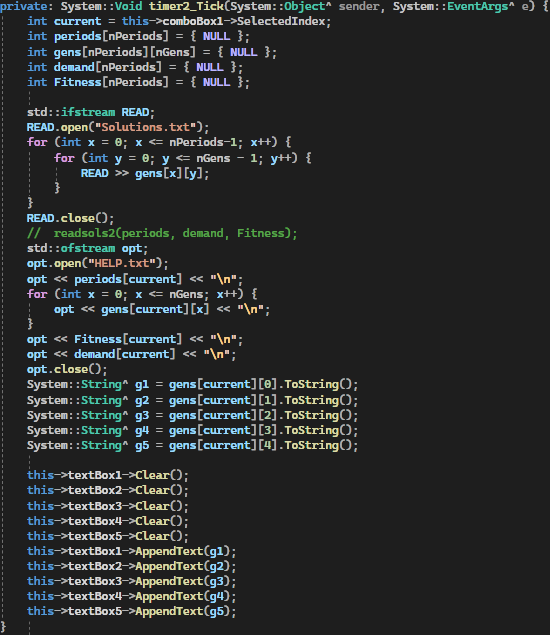 private: System::Void timer2_Tick(System::Object^ sender, System::EventArgs^ e) {
int current = this->comboBox1->SelectedIndex;
int periods[nPeriods] = { NULL };
int gens[nPeriods][nGens] = { NULL };
int demand[nPeriods] = { NULL };
int Fitness[nPeriods] = { NULL };
std::ifstream READ;
READ.open("Solutions.txt");
for (int x = 0; x <= nPeriods-1; x++) {
for (int y = 0; y <= nGens - 1; y++) {
READ >> gens[x][y];
}
}
READ.close();
// readsols2(periods, demand, Fitness);
std::ofstream opt;
opt.open("HELP.txt");
opt << periods[current] << "\n";
for (int x = 0; x <= nGens; x++) {
opt << gens[current][x] << "\n";
}
opt << Fitness[current] << "\n";
opt << demand[current] << "\n";
opt.close();
System::String^ g1 = gens[current][0].ToString();
System::String^ g2 = gens[current][1].ToString();
System::String^ g3 = gens[current][2].ToString();
System::String^ g4 = gens[current][3].ToString();
System::String^ g5 = gens[current][4].ToString();
this->textBox1->Clear();
this->textBox2->Clear();
this->textBox3->Clear();
this->textBox4->Clear();
this->textBox5->Clear();
this->textBox1->AppendText(g1);
this->textBox2->AppendText(g2);
this->textBox3->AppendText(g3);
this->textBox4->AppendText(g4);
this->textBox5->AppendText(g5);
}